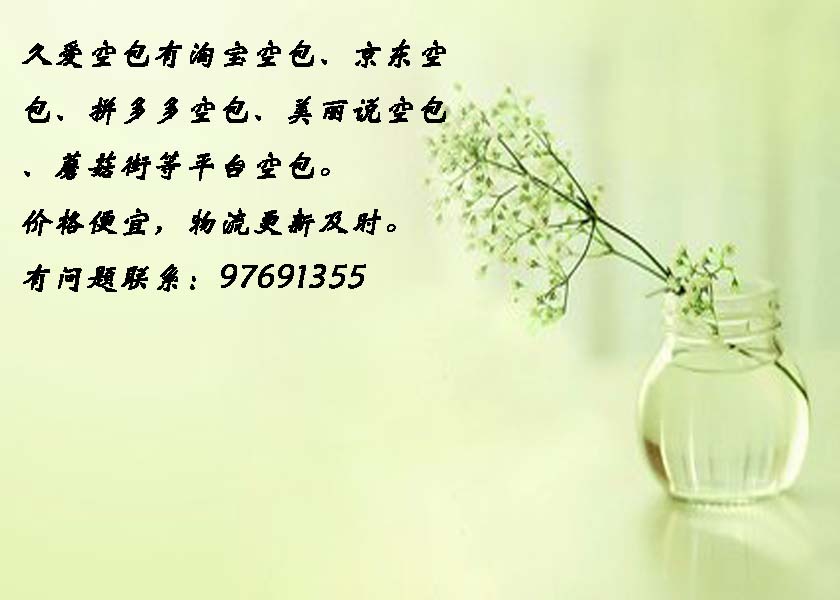 久爱空包有淘宝空包、京东空
包、拼多多空包、美丽说空包
、蘑菇街等平台空包。
价格便宜，物流更新及时。
有问题联系：97691355